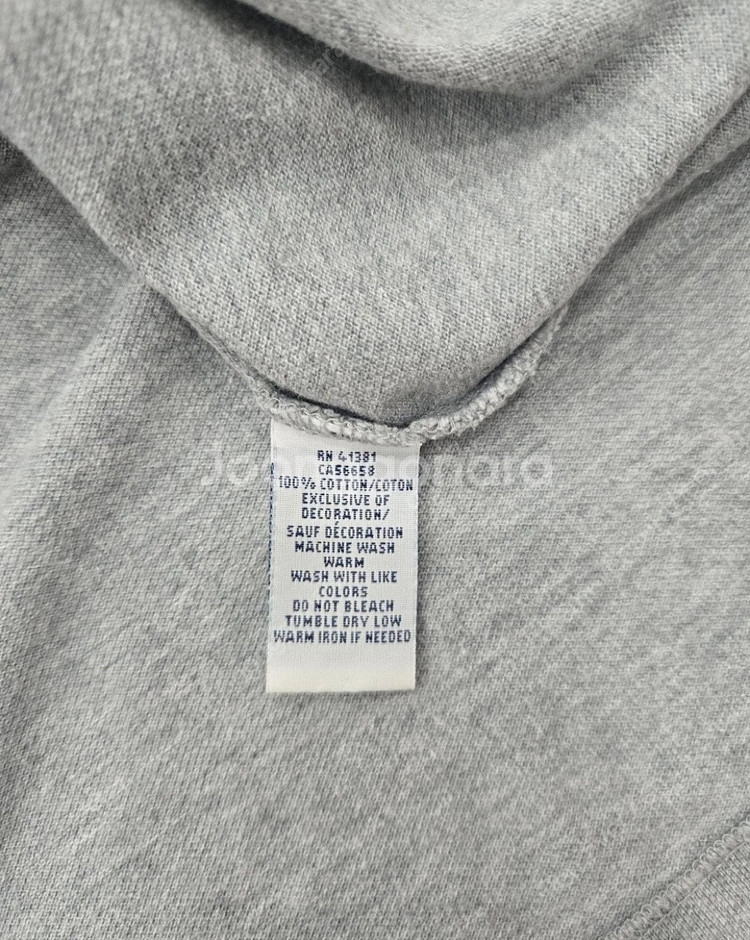 RN 41381
CA56658
100% COTTON/COTON
EXCLUSIVE OF
DECORATION/
SAUF DÉCORATION
MACHINE WASH
WARM
WASH WITH LIKE
COLORS
DO NOT BLEACH
TUMBLE DRY LOW
WARM IRON IF NEEDED